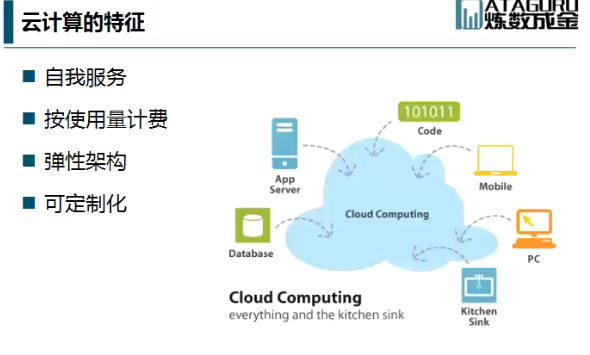 云计算的特征
ATAGURU
炼数成金
自我服务
按使用量计费
弹性架构
可定制化
101011
Code
App
Server
Mobile
Cloud Computing
Database
PC
Kitchen
Sink
Cloud Computing
everything and the kitchen sink